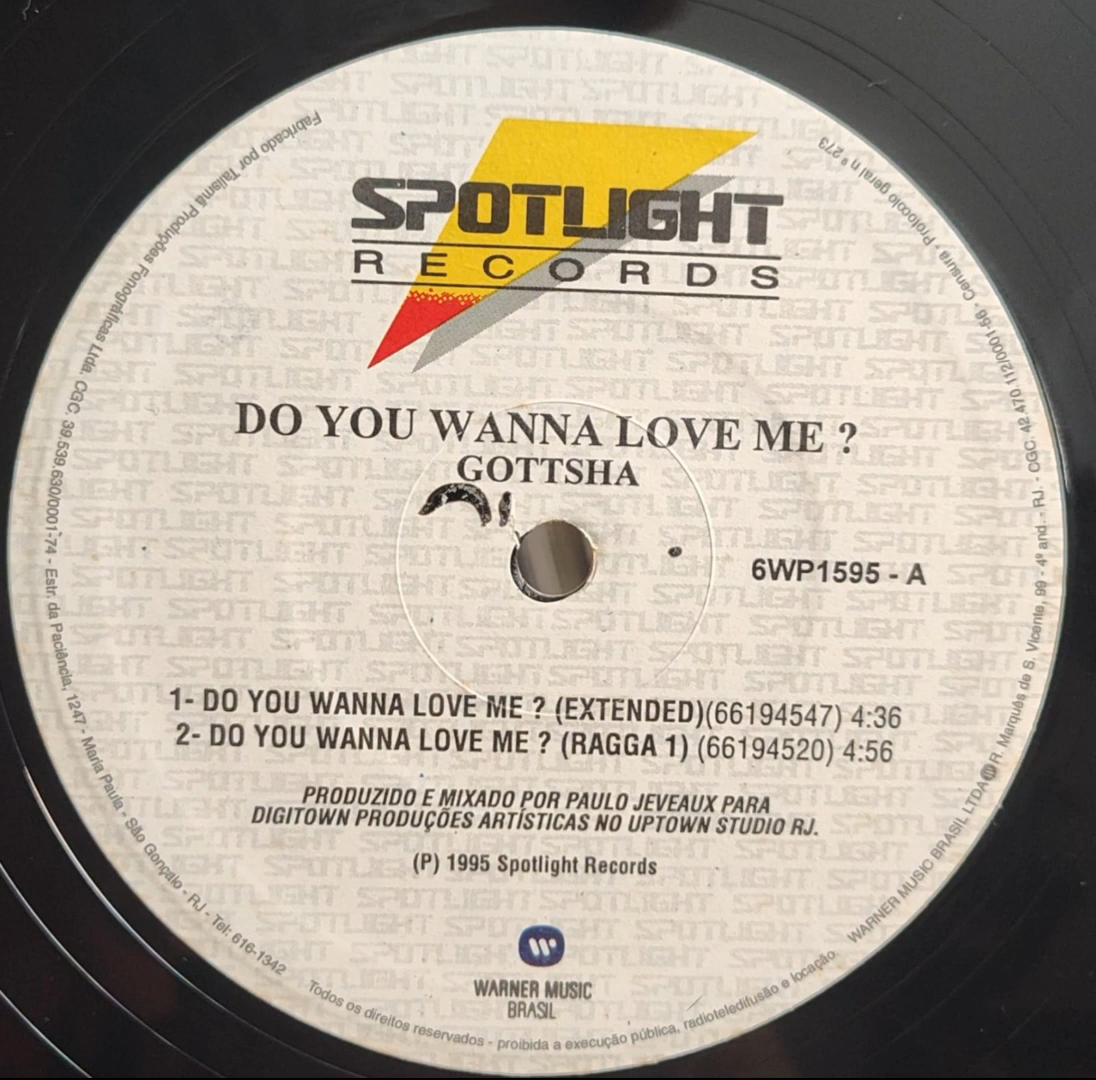 SPOTLIGHT
RECORDS
DO YOU WANNA LOVE ME ?
GOTTSHA
6WP1595 - A
1- DO YOU WANNA LOVE ME ? (EXTENDED)(66194547) 4:36
2- DO YOU WANNA LOVE ME ? (RAGGA 1) (66194520) 4:56
PRODUZIDO E MIXADO POR PAULO JEVEAUX PARA
DIGITOWN PRODUÇÕES ARTÍSTICAS NO UPTOWN STUDIO RJ.
(P) 1995 Spotlight Records
WARNER MUSIC
BRASIL
Fabricado por Talismã Produções Fonográficas Ltda. CGC. 39.539.630/0001-74 - Estr. da Paciência, 1247 - Maria Paula - São Gonçalo - RJ - Tel: 616-1342
Todos os direitos reservados - proibida a execução pública, radioteledifusão e locação
WARNER MUSIC BRASIL LTDA R. Marquês de S. Vicente, 99 - 4º and. - RJ - CGC. 42.470.112/0001-56 - Censura - Protocolo geral nº 273